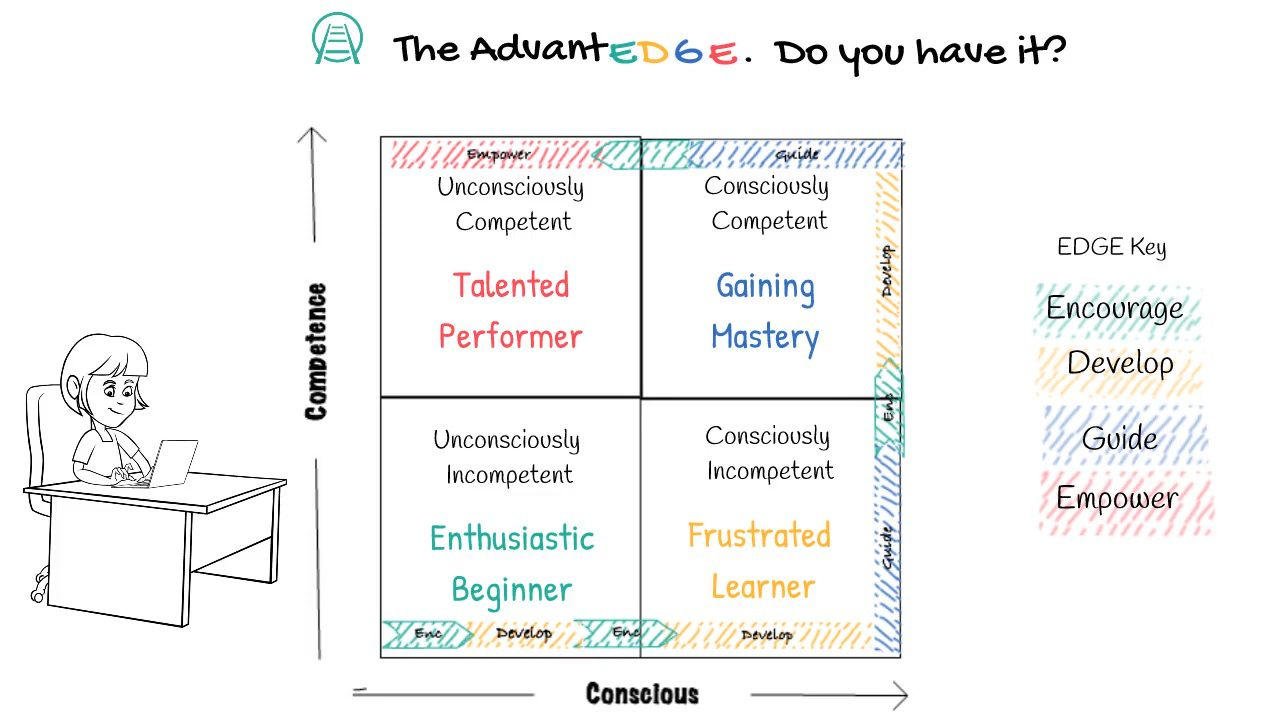 The AdvantEDGE. Do you have it?
Empower
Guide
Unconsciously
Competent
Consciously
Competent
Talented
Performer
Gaining
Mastery
Develop
Competence
Enc
Unconsciously
Incompetent
Consciously
Incompetent
Enthusiastic
Beginner
Frustrated
Learner
Guide
Enc
Develop
Enc
Develop
Conscious
EDGE Key
Encourage
Develop
Guide
Empower